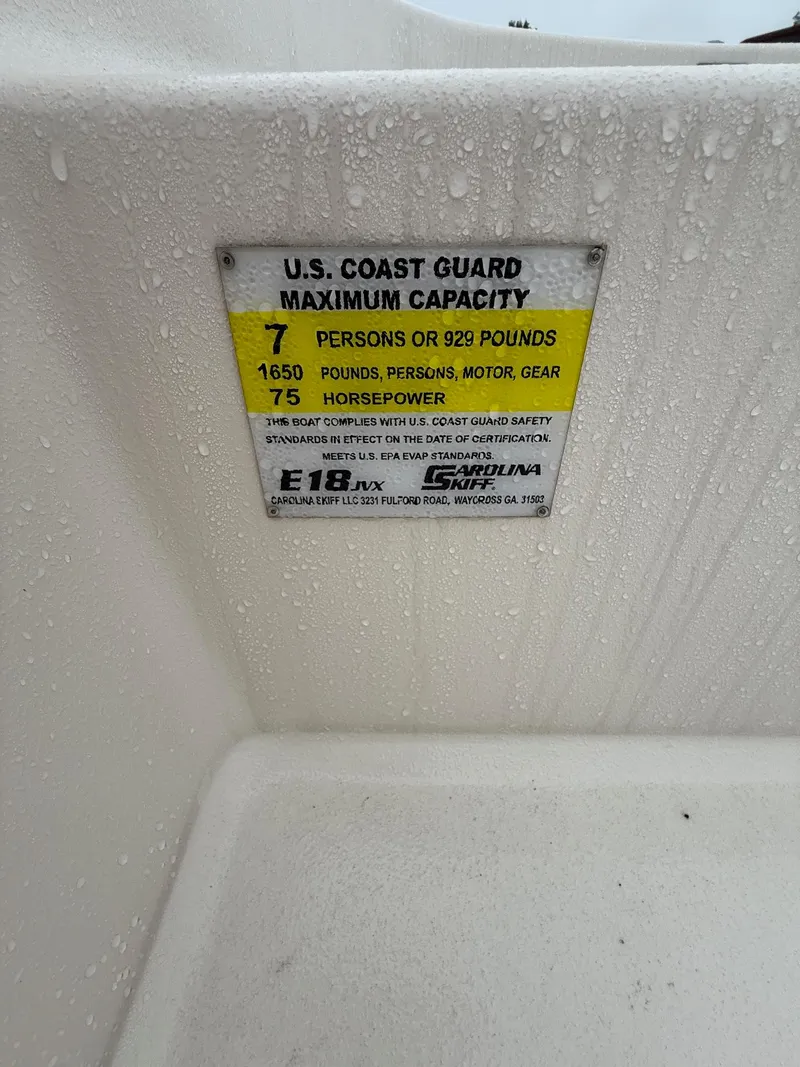 U.S. COAST GUARD
MAXIMUM CAPACITY
7 PERSONS OR 929 POUNDS
1650 POUNDS, PERSONS, MOTOR, GEAR
75 HORSEPOWER
THIS BOAT COMPLIES WITH U.S. COAST GUARD SAFETY
STANDARDS IN EFFECT ON THE DATE OF CERTIFICATION.
MEETS U.S. EPA EVAP STANDARDS.
E18 JVX CAROLINA SKIFF
CAROLINA SKIFF LLC 3231 FULFORD ROAD, WAYCROSS GA. 31503